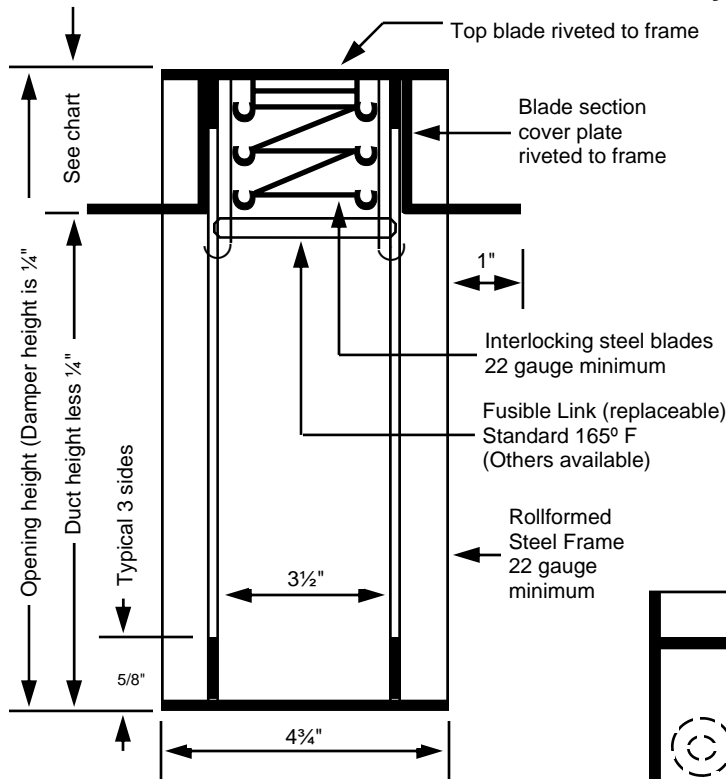 Top blade riveted to frame
Blade section
cover plate
riveted to frame
See chart
1"
Interlocking steel blades
22 gauge minimum
Fusible Link (replaceable)
Standard 165º F
(Others available)
Opening height (Damper height is ¼"
Duct height less ¼"
Typical 3 sides
Rollformed
Steel Frame
22 gauge
minimum
3½"
5/8"
4¾"